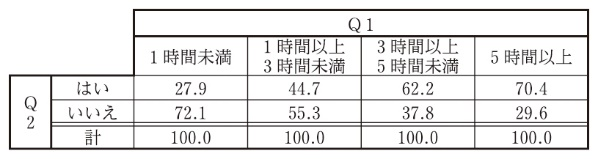 Q1
1時間未満 1時間以上 3時間以上 5時間以上
3時間未満 5時間未満
Q2 はい 27.9 44.7 62.2 70.4
いいえ 72.1 55.3 37.8 29.6
計 100.0 100.0 100.0 100.0